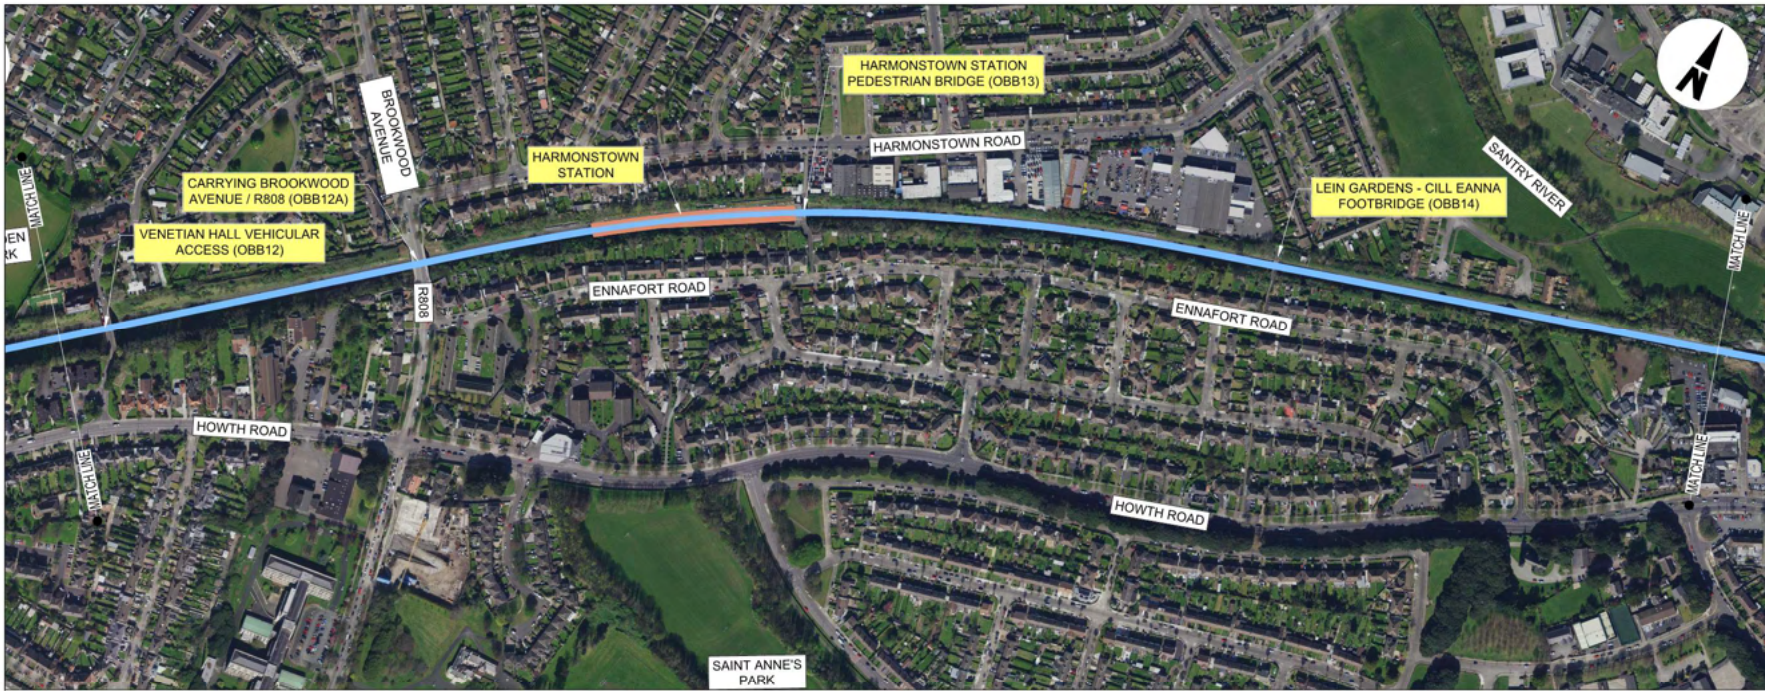 HARMONSTOWN STATION
PEDESTRIAN BRIDGE (OBB13)
BROOKWOOD
AVENUE
HARMONSTOWN ROAD
HARMONSTOWN
STATION
SANTRY RIVER
MATCH LINE
CARRYING BROOKWOOD
AVENUE / R808 (OBB12A)
LEIN GARDENS - CILL EANNA
FOOTBRIDGE (OBB14)
DEN
RK
VENETIAN HALL VEHICULAR
ACCESS (OBB12)
MATCH LINE
R808
ENNAFORT ROAD
ENNAFORT ROAD
HOWTH ROAD
MATCH LINE
MATCH LINE
HOWTH ROAD
SAINT ANNE'S
PARK
N